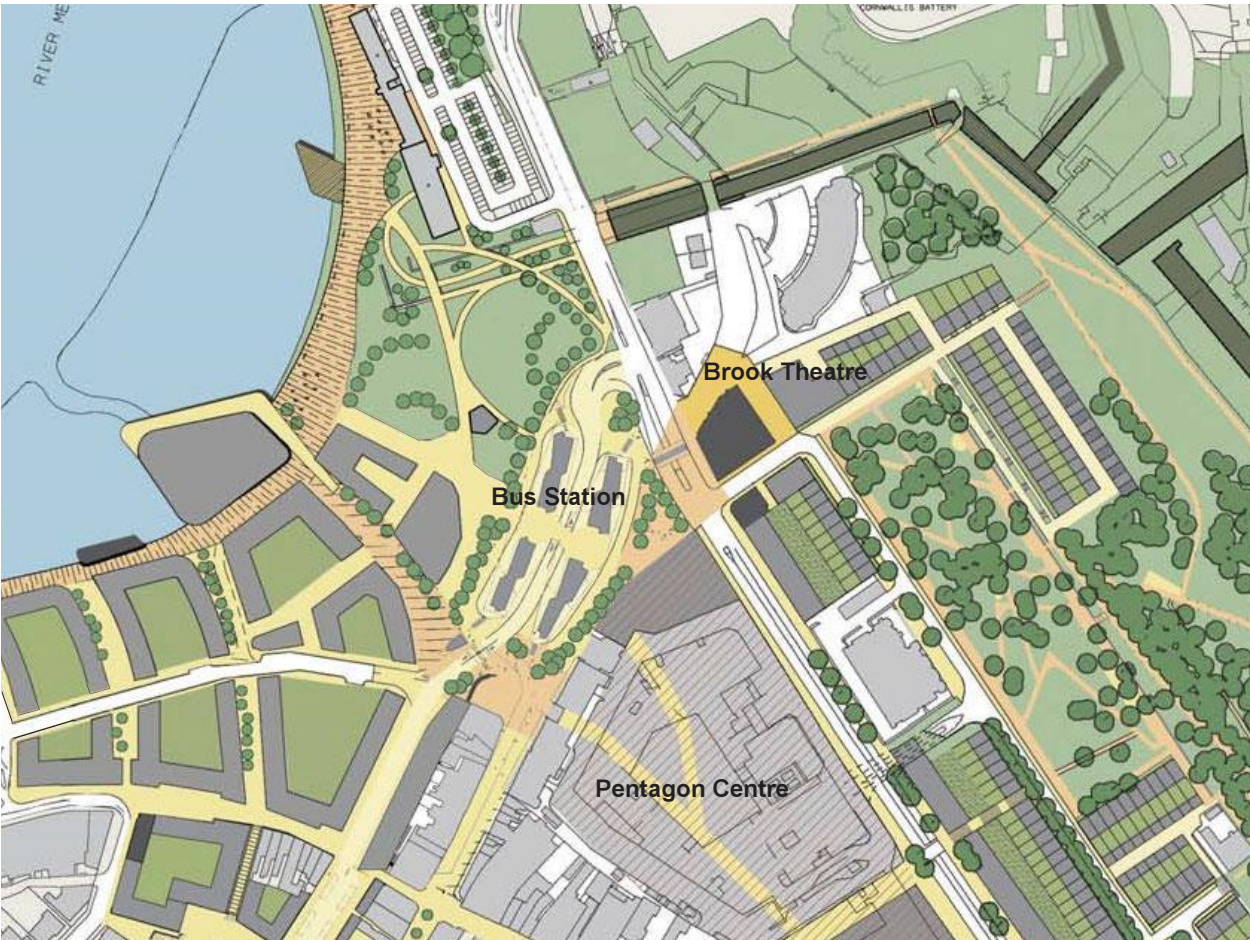 CORNWALLIS BATTERY
RIVER ME
Brook Theatre
Bus Station
Pentagon Centre